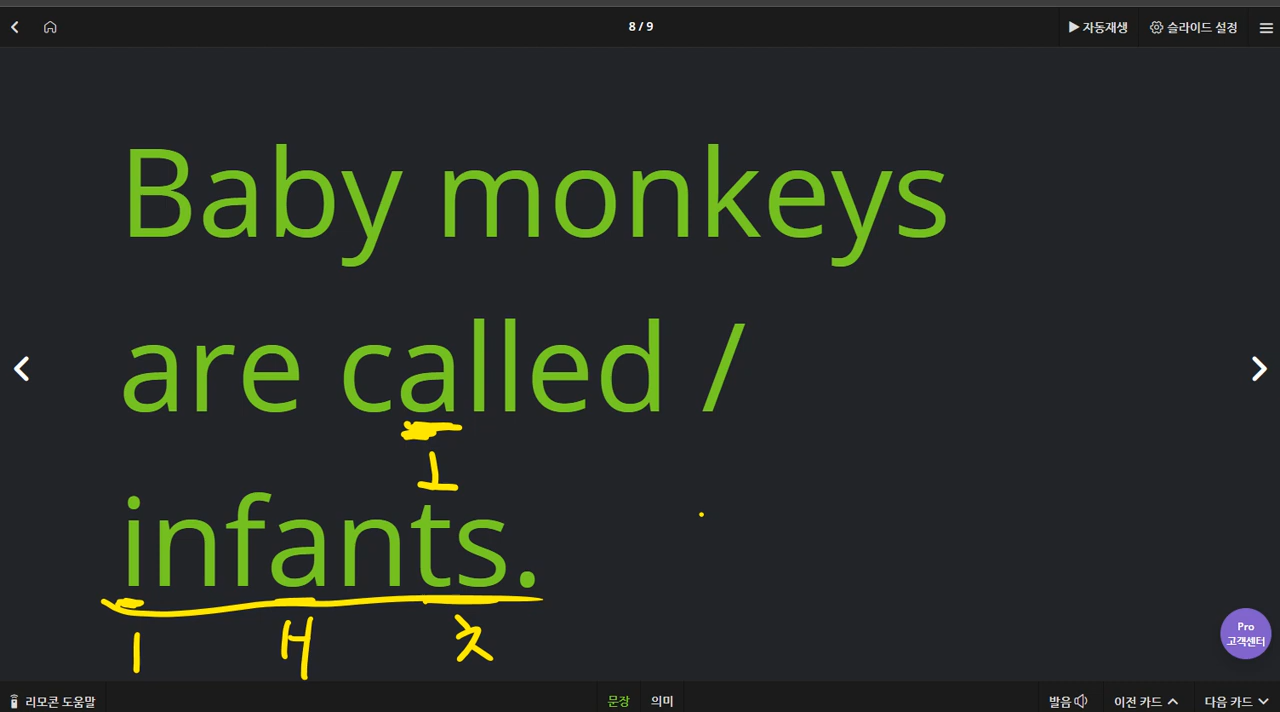 8 / 9
▶ 자동재생
슬라이드 설정
Baby monkeys
are called /
ㅗ
infants.
ㅣ ㅐ ㅊ
Pro
고객센터
리모콘 도움말
문장
의미
발음
이전 카드
다음 카드